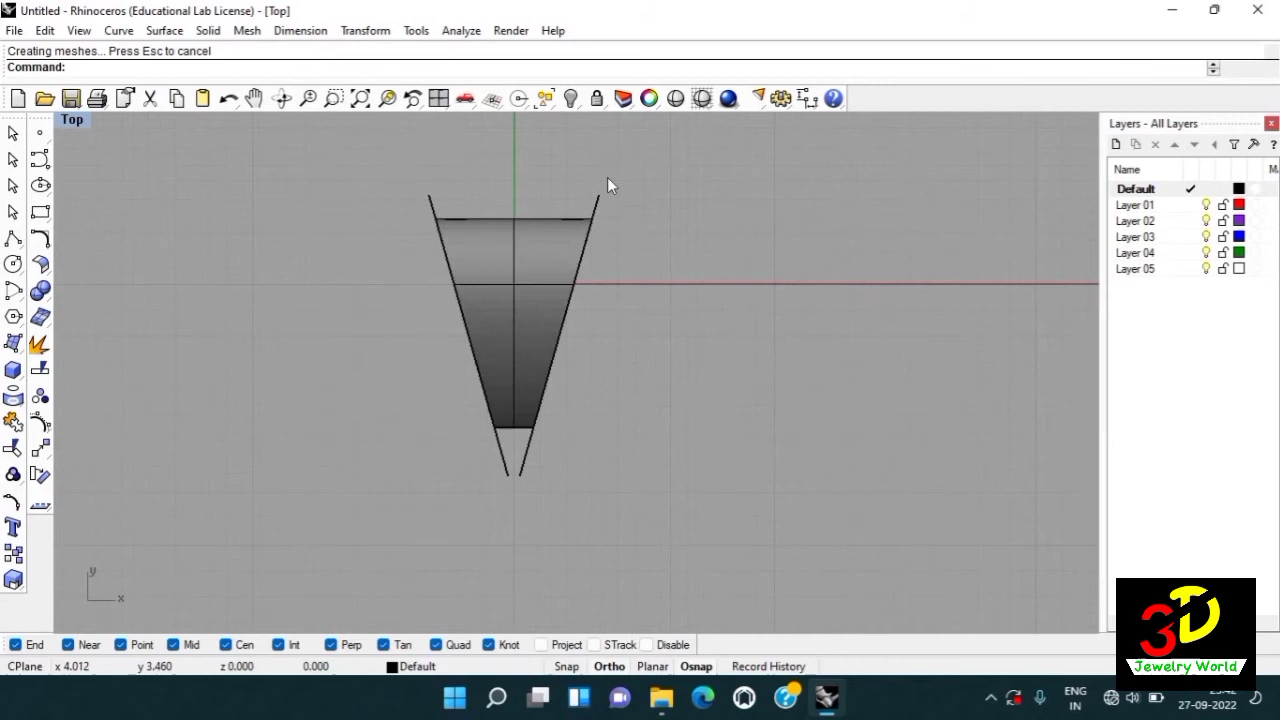 Untitled - Rhinoceros (Educational Lab License) - [Top]
File Edit View Curve Surface Solid Mesh Dimension Transform Tools Analyze Render Help
Creating meshes... Press Esc to cancel
Command:
Top
Layers - All Layers
Name M
Default
Layer 01
Layer 02
Layer 03
Layer 04
Layer 05
y
x
3D
Jewelry World
End Near Point Mid Cen Int Perp Tan Quad Knot Project STrack Disable
CPlane x 4.012 y 3.460 z 0.000 0.000 Default Snap Ortho Planar Osnap Record History
ENG
IN
27-09-2022